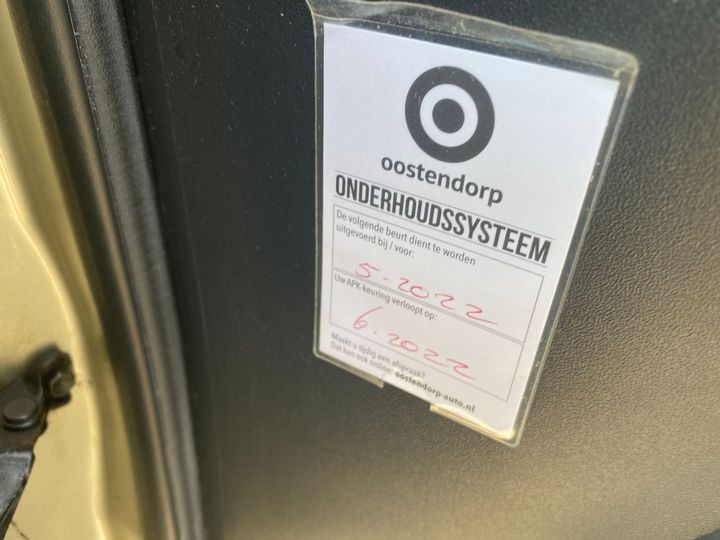 oostendorp
ONDERHOUDSSYSTEEM
De volgende beurt dient te worden
uitgevoerd bij / voor:
5-2022
Uw APK-keuring verloopt op:
6.2022
Maakt u tijdig een afspraak?
Dat kan ook online: oostendorp-auto.nl